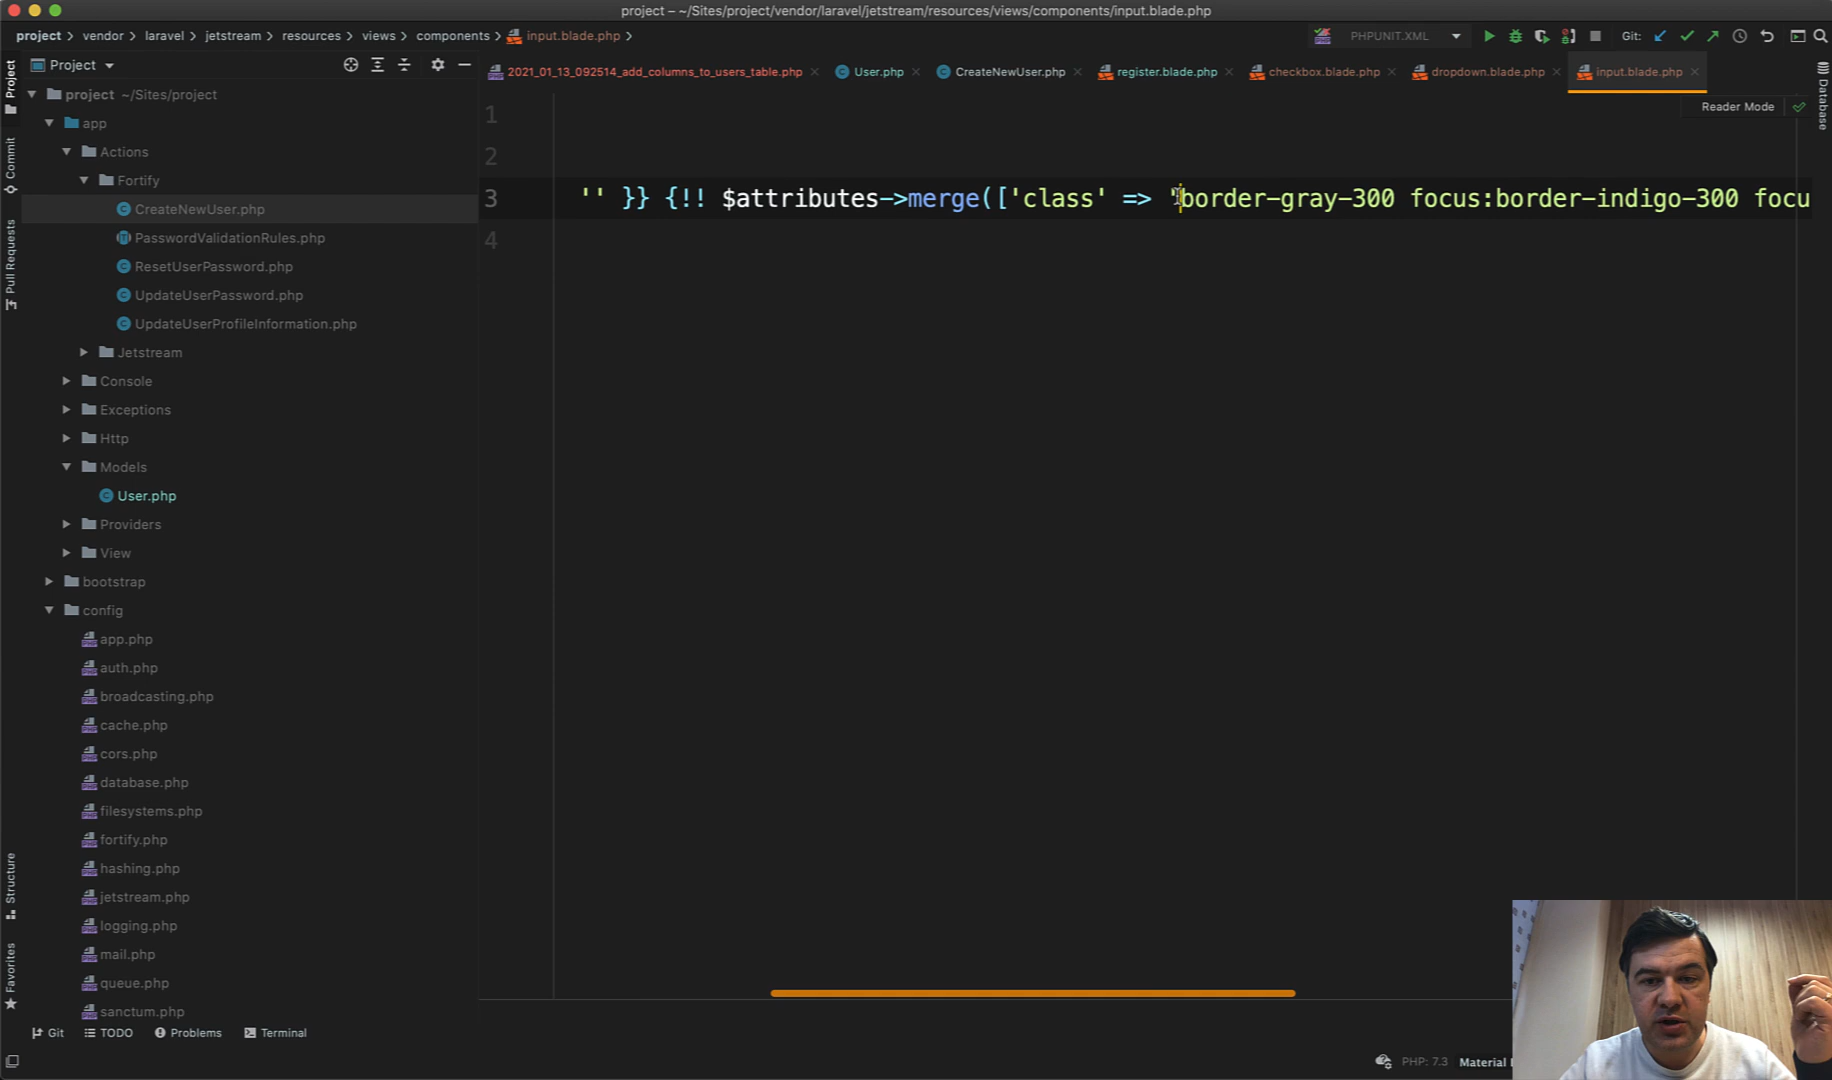 project – ~/Sites/project/vendor/laravel/jetstream/resources/views/components/input.blade.php
project > vendor > laravel > jetstream > resources > views > components > input.blade.php >
PHPUNIT.XML
Git:
Project
2021_01_13_092514_add_columns_to_users_table.php
User.php
CreateNewUser.php
register.blade.php
checkbox.blade.php
dropdown.blade.php
input.blade.php
Reader Mode
Project
Commit
Pull Requests
Structure
Favorites
Database
project ~/Sites/project
app
Actions
Fortify
CreateNewUser.php
PasswordValidationRules.php
ResetUserPassword.php
UpdateUserPassword.php
UpdateUserProfileInformation.php
Jetstream
Console
Exceptions
Http
Models
User.php
Providers
View
bootstrap
config
app.php
auth.php
broadcasting.php
cache.php
cors.php
database.php
filesystems.php
fortify.php
hashing.php
jetstream.php
logging.php
mail.php
queue.php
sanctum.php
1
2
3 '' }} {!! $attributes->merge(['class' => 'border-gray-300 focus:border-indigo-300 focu
4
Git
TODO
Problems
Terminal
PHP: 7.3
Material